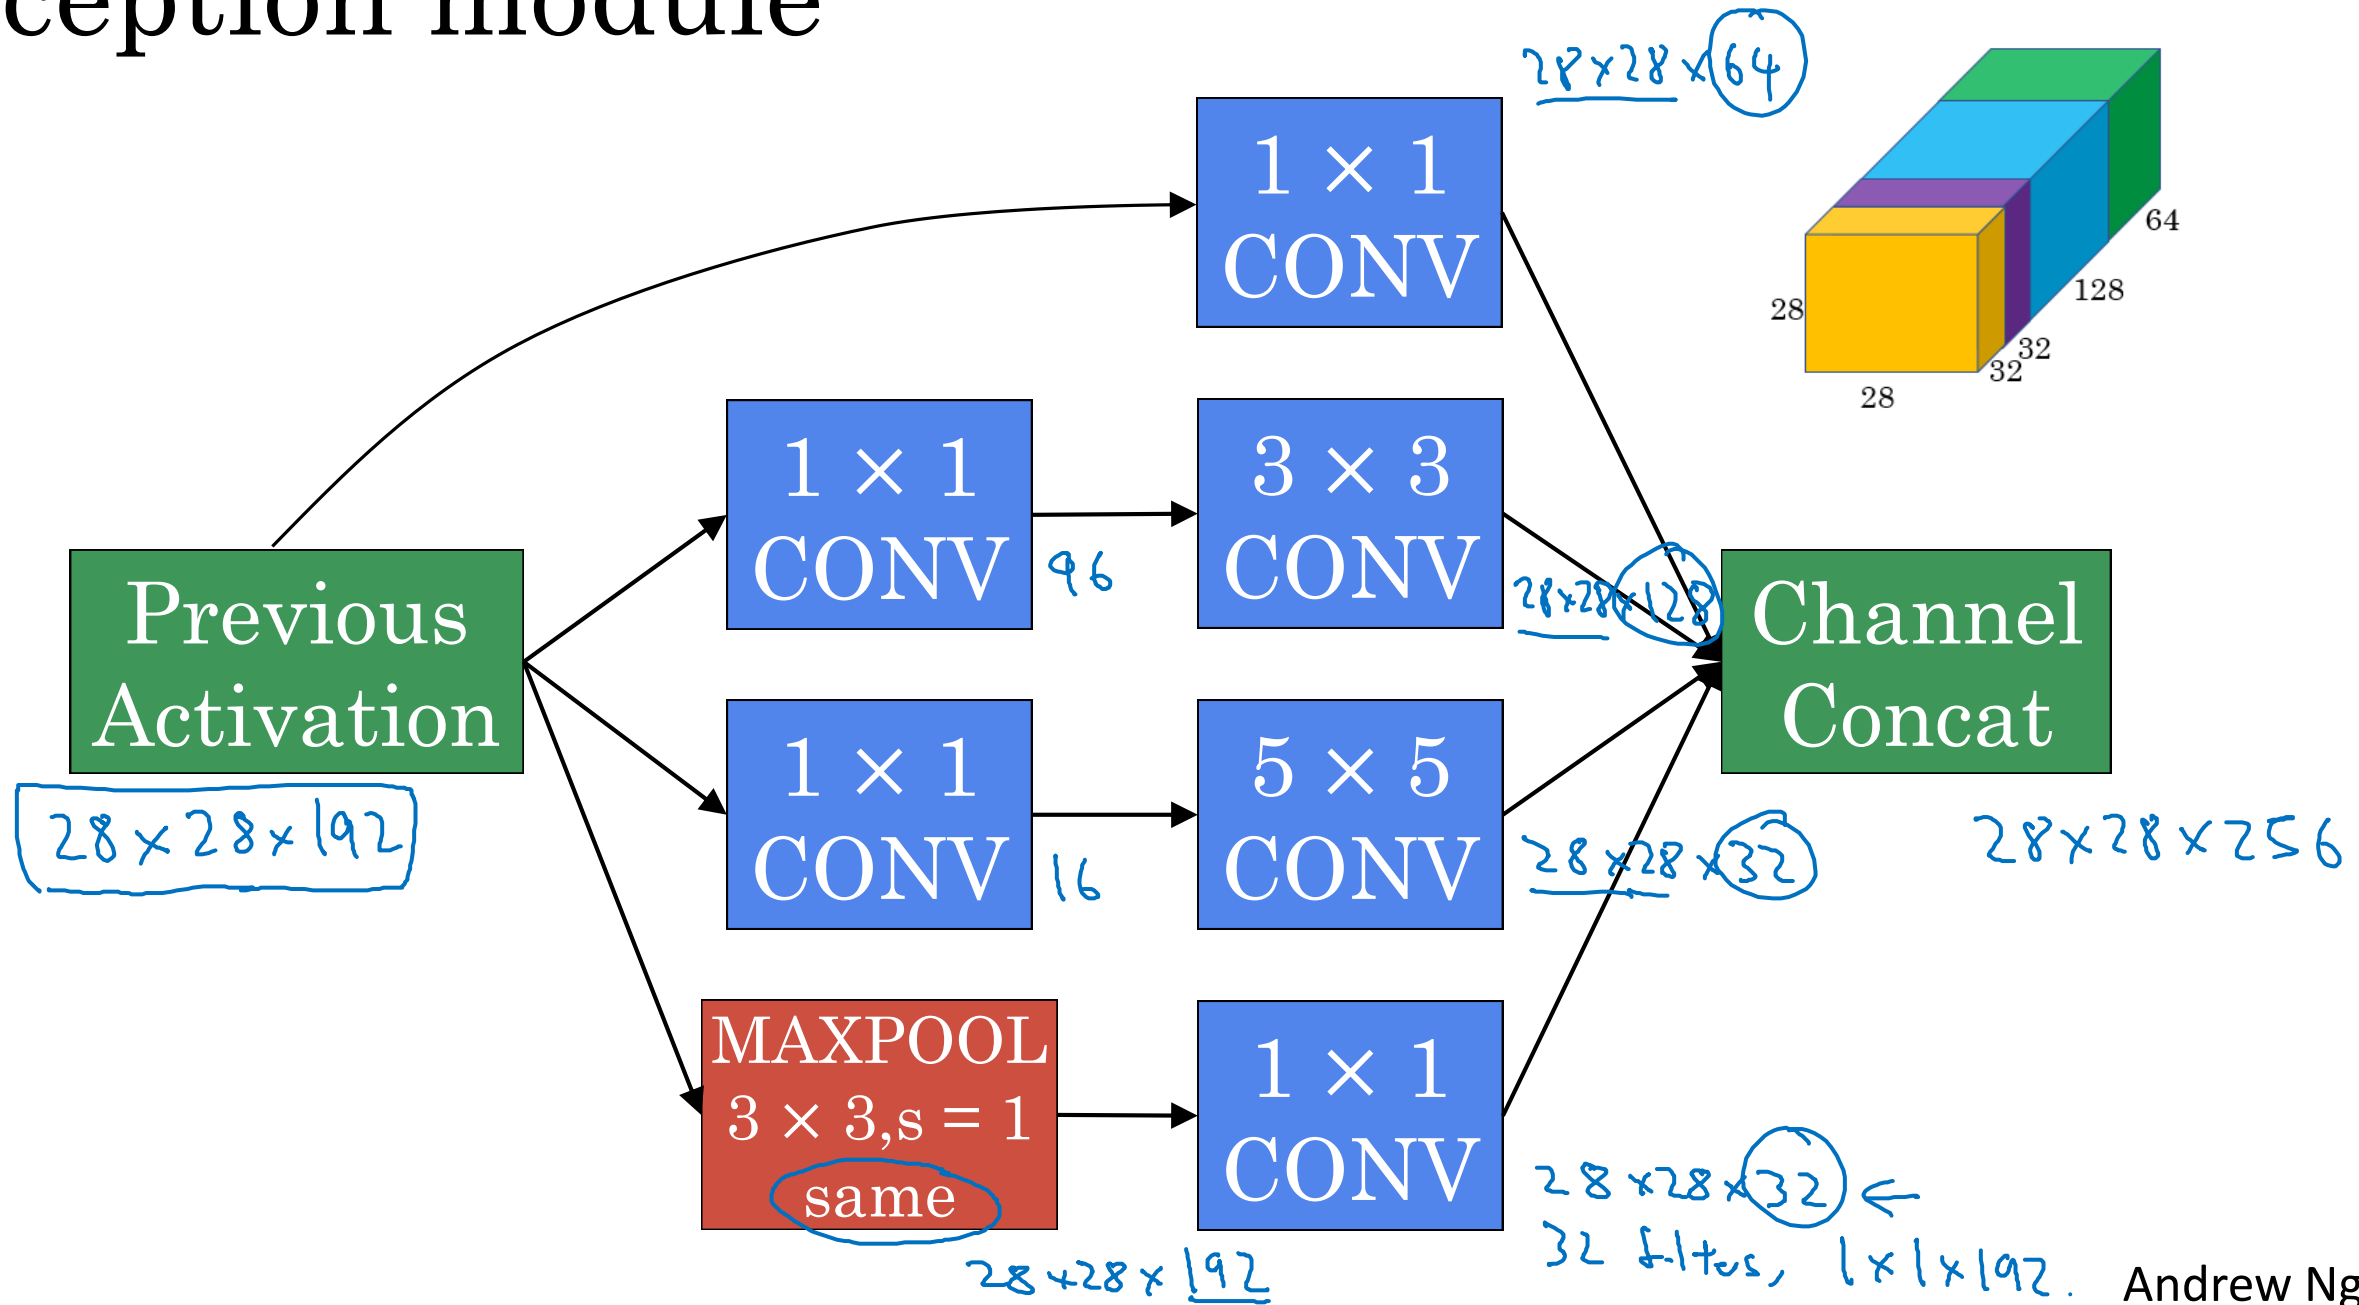 ception module
28×28×64
1 × 1
CONV
64
128
28
32
32
28
1 × 1
CONV
96
3 × 3
CONV
28×28×128
Previous
Activation
28×28×192
Channel
Concat
28×28×256
1 × 1
CONV
16
5 × 5
CONV
28×28×32
MAXPOOL
3 × 3,s = 1
same
28×28×192
1 × 1
CONV
28×28×32 ←
32 filters, 1×1×192.
Andrew Ng